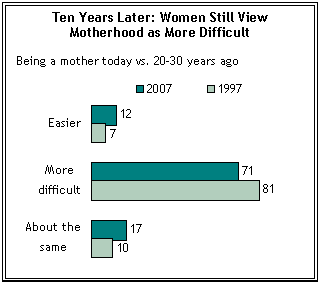 Ten Years Later: Women Still View
Motherhood as More Difficult
Being a mother today vs. 20-30 years ago
2007 1997
Easier
12
7
More
difficult
71
81
About the
same
17
10